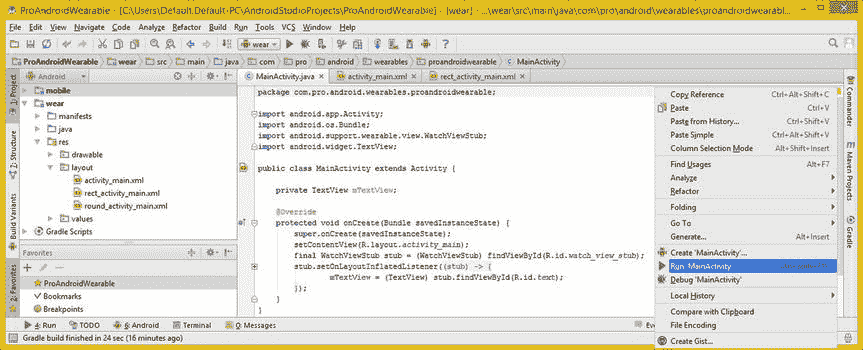 ProAndroidWearable - [C:\Users\Default.Default-PC\AndroidStudioProjects\ProAndroidWearable] - [wear] - ...\wear\src\main\java\com\pro\android\wearables\proandroidwearabl...
File Edit View Navigate Code Analyze Refactor Build Run Tools VCS Window Help
wear
ProAndroidWearable wear src main java com pro android wearables proandroidwearable MainActivity
Android
MainActivity.java activity_main.xml rect_activity_main.xml
1: Project
2: Structure
Build Variants
2: Favorites
mobile
wear
manifests
java
res
drawable
layout
activity_main.xml
rect_activity_main.xml
round_activity_main.xml
values
Gradle Scripts
Favorites
ProAndroidWearable
Bookmarks
Breakpoints
package com.pro.android.wearables.proandroidwearable;
import android.app.Activity;
import android.os.Bundle;
import android.support.wearable.view.WatchViewStub;
import android.widget.TextView;
public class MainActivity extends Activity {
private TextView mTextView;
@Override
protected void onCreate(Bundle savedInstanceState) {
super.onCreate(savedInstanceState);
setContentView(R.layout.activity_main);
final WatchViewStub stub = (WatchViewStub) findViewById(R.id.watch_view_stub);
stub.setOnLayoutInflatedListener((stub) -> {
mTextView = (TextView) stub.findViewById(R.id.text);
});
}
}
Copy Reference Ctrl+Alt+Shift+C
Paste Ctrl+V
Paste from History... Ctrl+Shift+V
Paste Simple Ctrl+Alt+Shift+V
Column Selection Mode Alt+Shift+Insert
Find Usages Alt+F7
Analyze
Refactor
Folding
Go To
Generate... Alt+Insert
Create 'MainActivity'...
Run 'MainActivity'
Debug 'MainActivity'
Local History
Compare with Clipboard
File Encoding
Create Gist...
Commander
Maven Projects
4: Run TODO 6: Android Terminal 0: Messages
Gradle build finished in 24 sec (16 minutes ago)